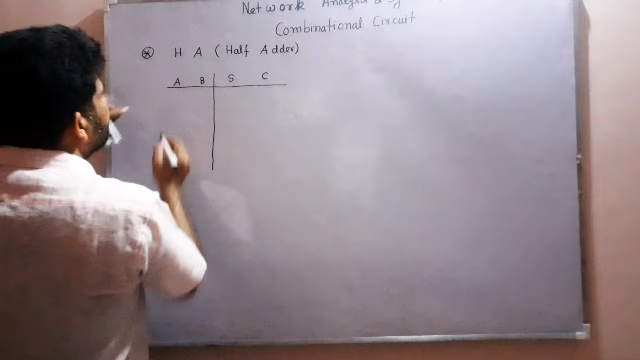 Network Analysis &
Combinational Circuit
H A ( Half Adder)
A B S C